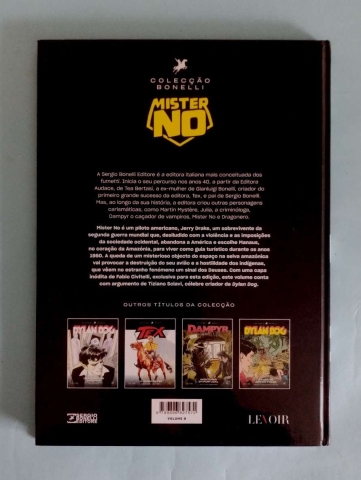 COLECÇÃO
BONELLI
MISTER
NO
A Sergio Bonelli Editore é a editora italiana mais conceituada dos
fumetti. Inicia o seu percurso nos anos 40, a partir da Editora
Audace, de Tea Bertasi, a ex-mulher de Gianluigi Bonelli, criador do
primeiro grande sucesso da editora, Tex, e pai de Sergio Bonelli.
Mas, ao longo da sua história, a editora criou outras personagens
carismáticas, como Martin Mystère, Julia, a criminóloga,
Dampyr o caçador de vampiros, Mister No e Dragonero.
Mister No é um piloto americano, Jerry Drake, um sobrevivente da
segunda guerra mundial que, desiludido com a violência e as imposições
da sociedade ocidental, abandona a América e escolhe Manaus,
no coração da Amazónia, para viver como guia turístico durante os anos
1950. A queda de um misterioso objecto do espaço na selva amazónica
vai provocar a destruição do seu avião e a hostilidade dos indígenas,
que vêem no estranho fenómeno um sinal dos Deuses. Com uma capa
inédita de Fabio Civitelli, exclusiva para esta edição, este volume conta
com argumento de Tiziano Sclavi, célebre criador de Dylan Dog.
OUTROS TÍTULOS DA COLECÇÃO
DYLAN DOG
TEX
DAMPYR
DYLAN DOG
SERGIO
BONELLI
EDITORE
VOLUME 8
LEVOIR